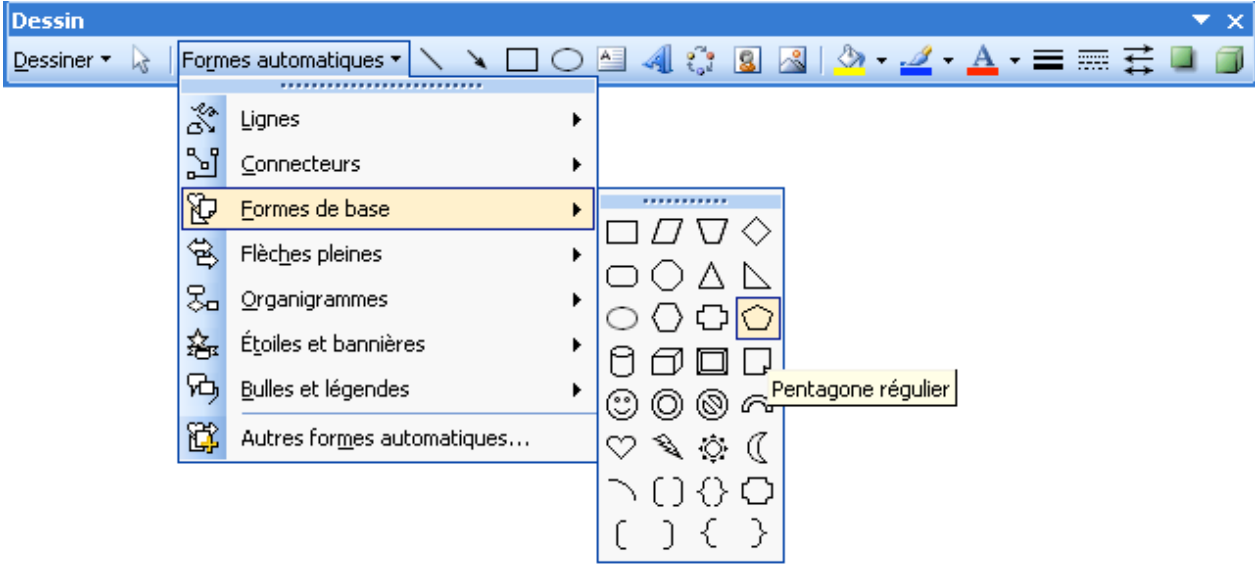 Dessin
Dessiner Formes automatiques A
Lignes
Connecteurs
Formes de base
Flèches pleines
Organigrammes
Étoiles et bannières
Bulles et légendes
Autres formes automatiques...
Pentagone régulier